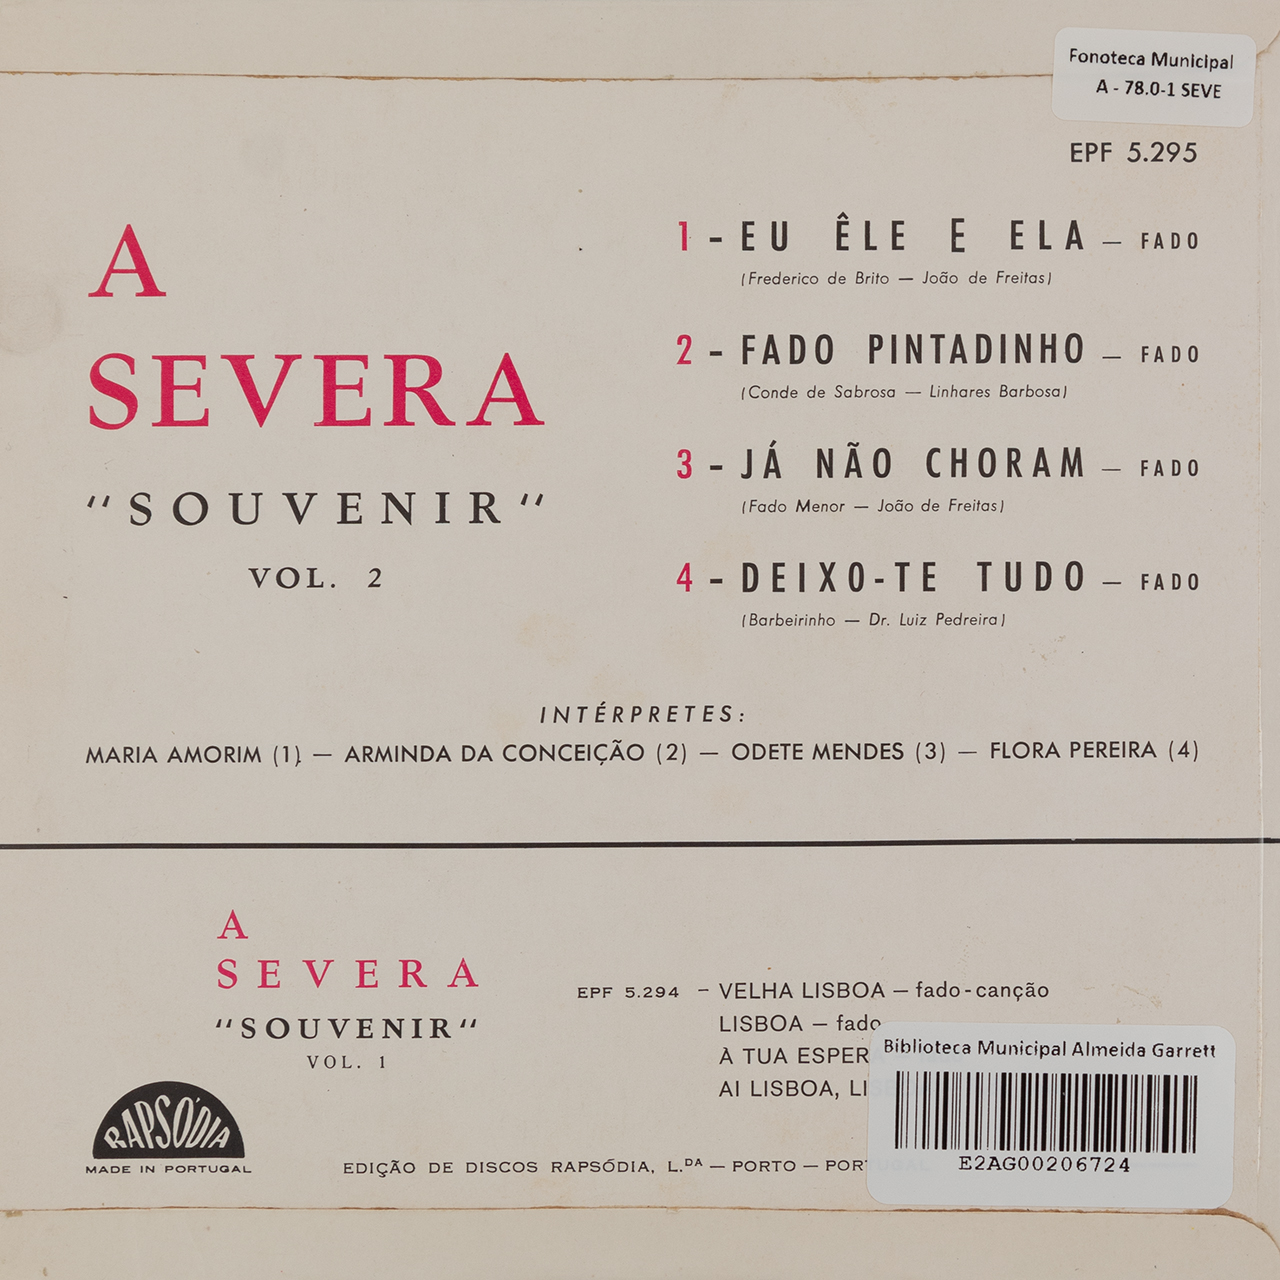 Fonoteca Municipal
A - 78.0-1 SEVE
EPF 5.295
A
SEVERA
"SOUVENIR"
VOL. 2
1 - EU ÊLE E ELA — FADO
(Frederico de Brito — João de Freitas)
2 - FADO PINTADINHO — FADO
(Conde de Sabrosa — Linhares Barbosa)
3 - JÁ NÃO CHORAM — FADO
(Fado Menor — João de Freitas)
4 - DEIXO-TE TUDO — FADO
(Barbeirinho — Dr. Luiz Pedreira)
INTÉRPRETES:
MARIA AMORIM (1) — ARMINDA DA CONCEIÇÃO (2) — ODETE MENDES (3) — FLORA PEREIRA (4)
A
SEVERA
"SOUVENIR"
VOL. 1
EPF 5.294 — VELHA LISBOA — fado-canção
LISBOA — fado
À TUA ESPERA
AI LISBOA,
Biblioteca Municipal Almeida Garrett
E2AG00206724
RAPSÓDIA
MADE IN PORTUGAL
EDIÇÃO DE DISCOS RAPSÓDIA, L.DA — PORTO — PORTUGAL